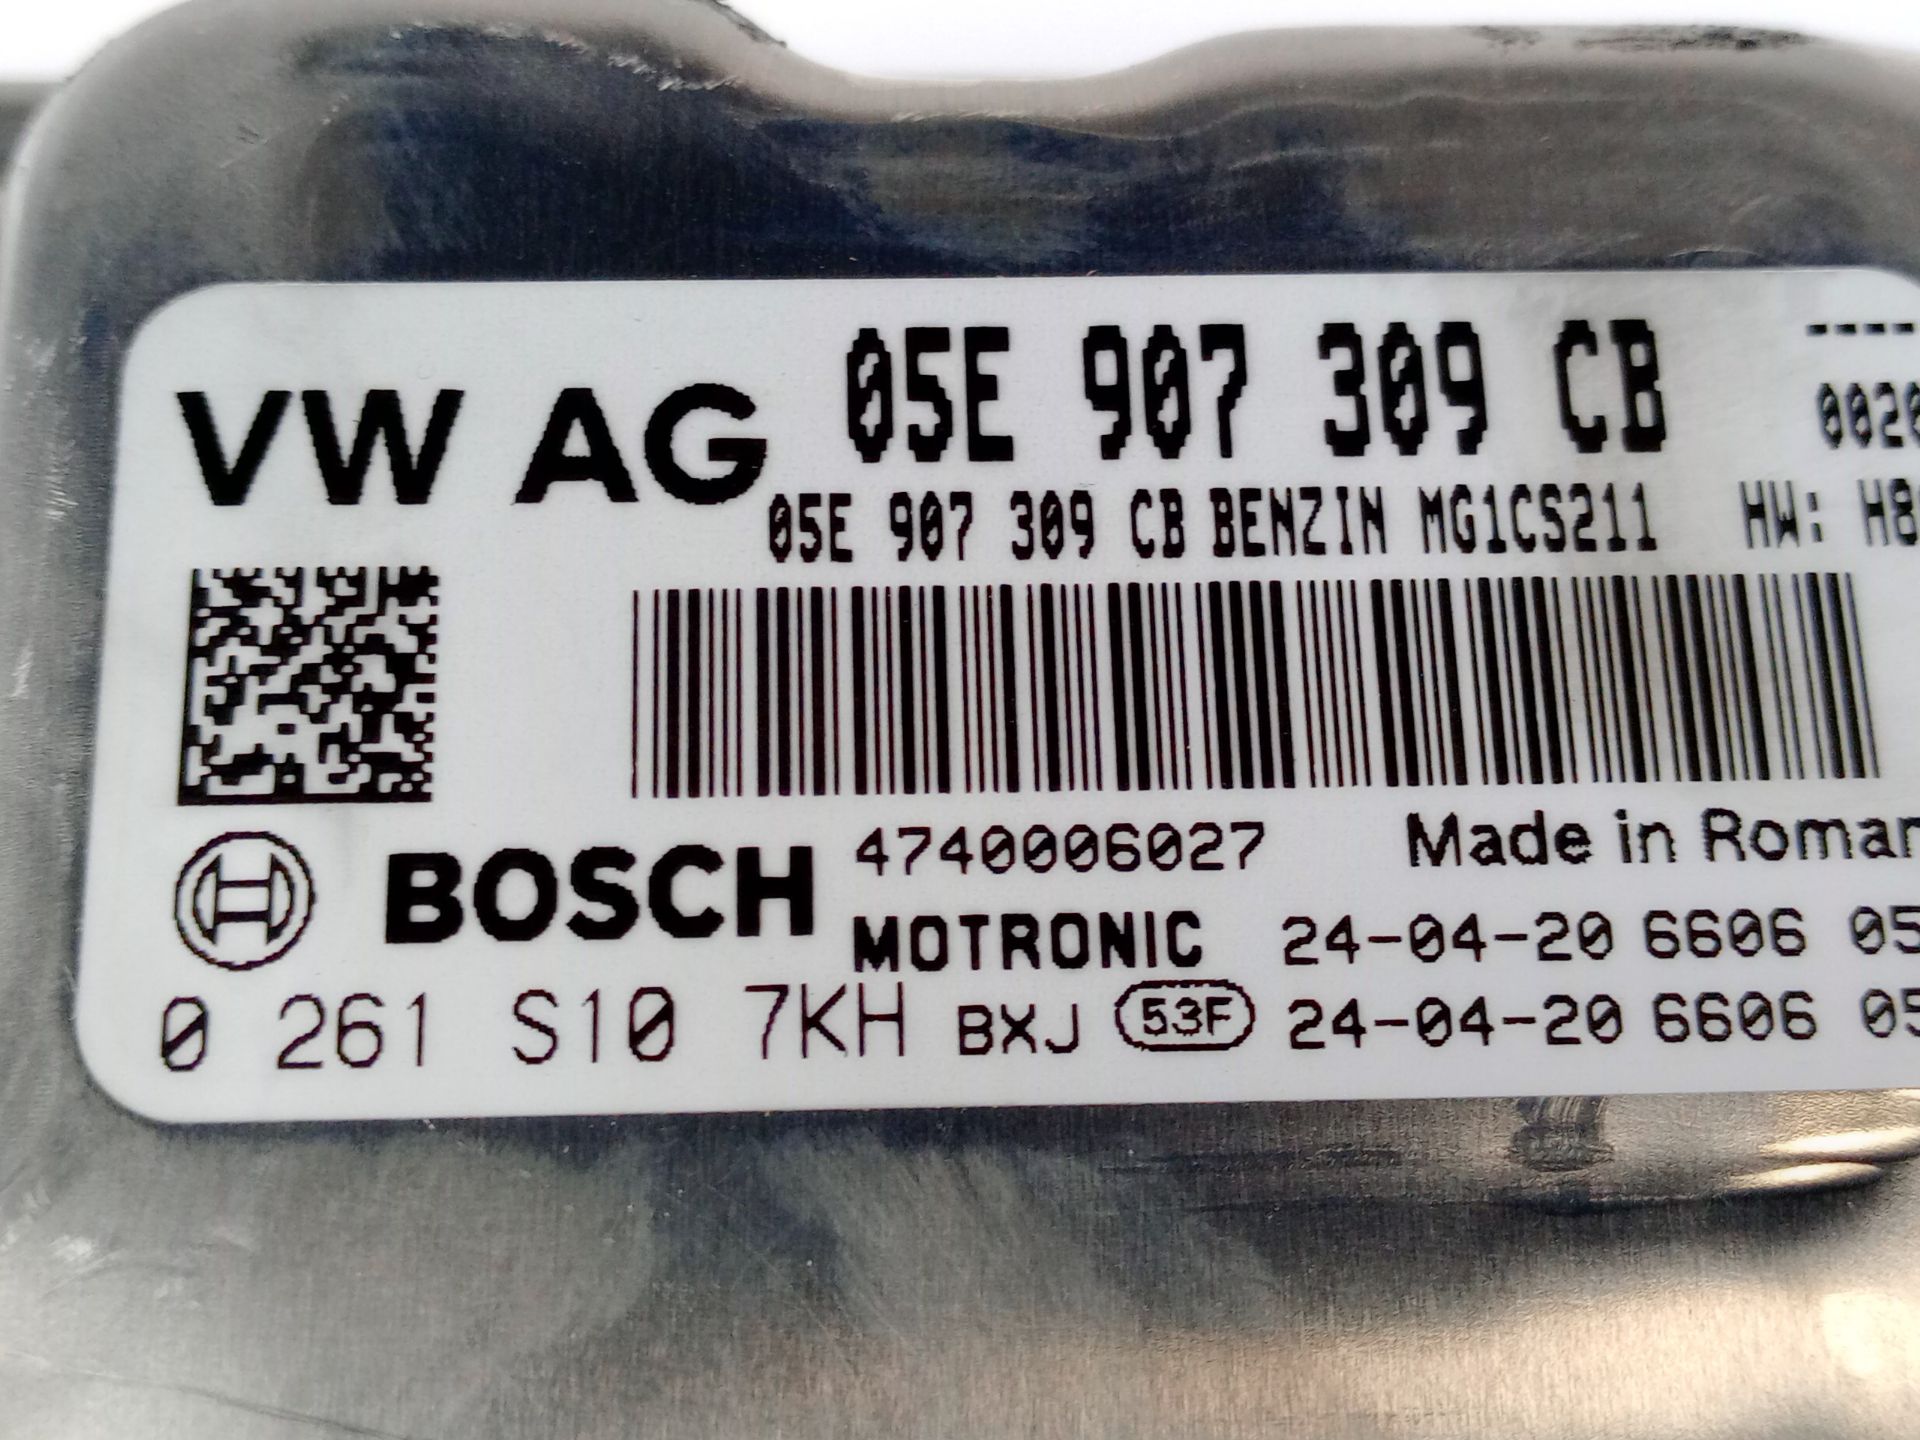 VW AG 05E 907 309 CB ----
0020
05E 907 309 CB BENZIN MG1CS211 HW: H8
BOSCH 4740006027 Made in Roman
MOTRONIC 24-04-20 6606 05
0 261 S10 7KH BXJ 53F 24-04-20 6606 05